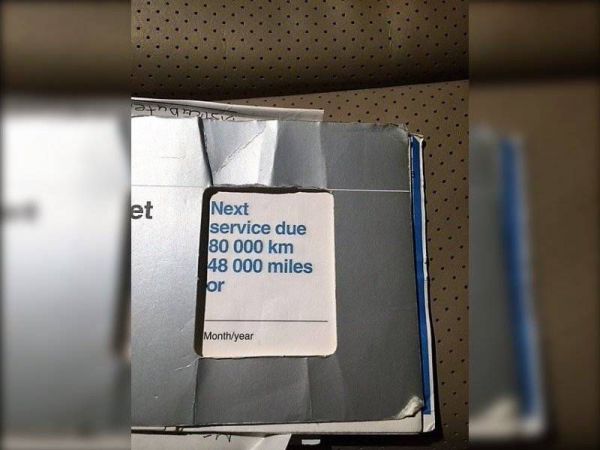 et
Next
service due
80 000 km
48 000 miles
or
Month/year